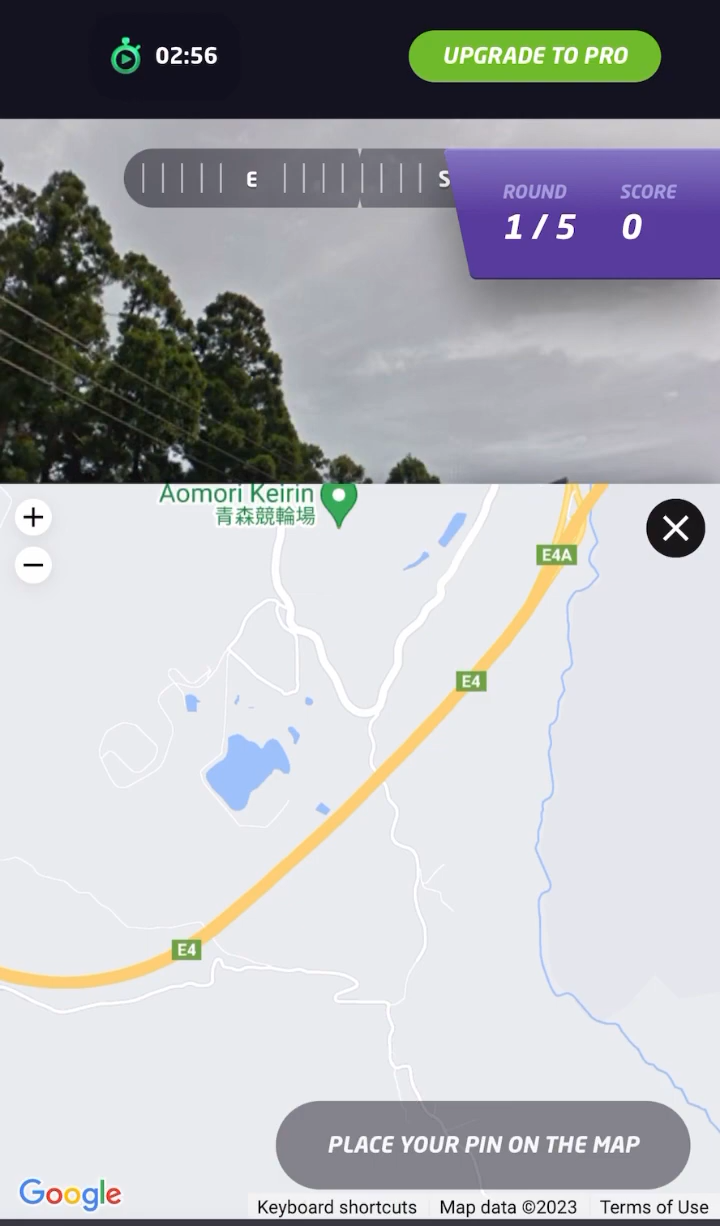 02:56
UPGRADE TO PRO
E
S
ROUND
SCORE
1 / 5
0
Aomori Keirin
青森競輪場
+
−
E4A
E4
E4
PLACE YOUR PIN ON THE MAP
Google
Keyboard shortcuts
Map data ©2023
Terms of Use